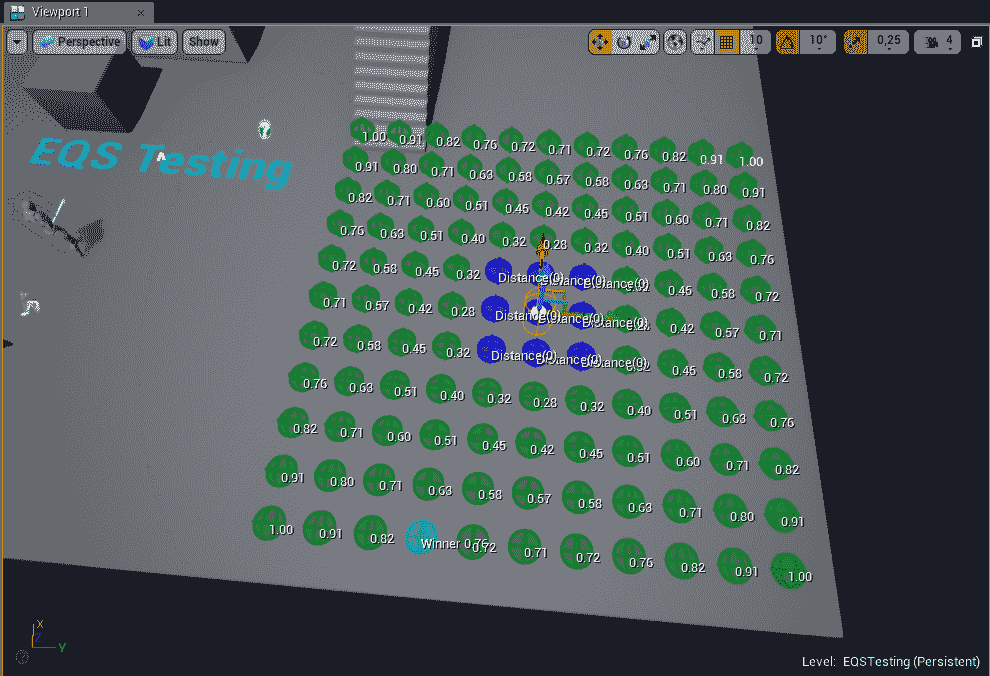 Viewport 1
Perspective Lit Show 10 10° 0,25 4
EQS Testing
1.00 0.91 0.82 0.76 0.72 0.71 0.72 0.76 0.82 0.91 1.00
0.91 0.80 0.71 0.63 0.58 0.57 0.58 0.63 0.71 0.80 0.91
0.82 0.71 0.60 0.51 0.45 0.42 0.45 0.51 0.60 0.71 0.82
0.76 0.63 0.51 0.40 0.32 0.28 0.32 0.40 0.51 0.63 0.76
0.72 0.58 0.45 0.32 Distance(0) Distance(0) Distance(0) 0.45 0.58 0.72
0.71 0.57 0.42 0.28 Distance(0) Distance(0) Distance(0) 0.42 0.57 0.71
0.72 0.58 0.45 0.32 Distance(0) Distance(0) Distance(0) 0.32 0.45 0.58 0.72
0.76 0.63 0.51 0.40 0.32 0.28 0.32 0.40 0.51 0.63 0.76
0.82 0.71 0.60 0.51 0.45 0.42 0.45 0.51 0.60 0.71 0.82
0.91 0.80 0.71 0.63 0.58 0.57 0.58 0.63 0.71 0.80 0.91
1.00 0.91 0.82 Winner 0.76 0.72 0.71 0.72 0.76 0.82 0.91 1.00
X
Z
Y
Level: EQSTesting (Persistent)